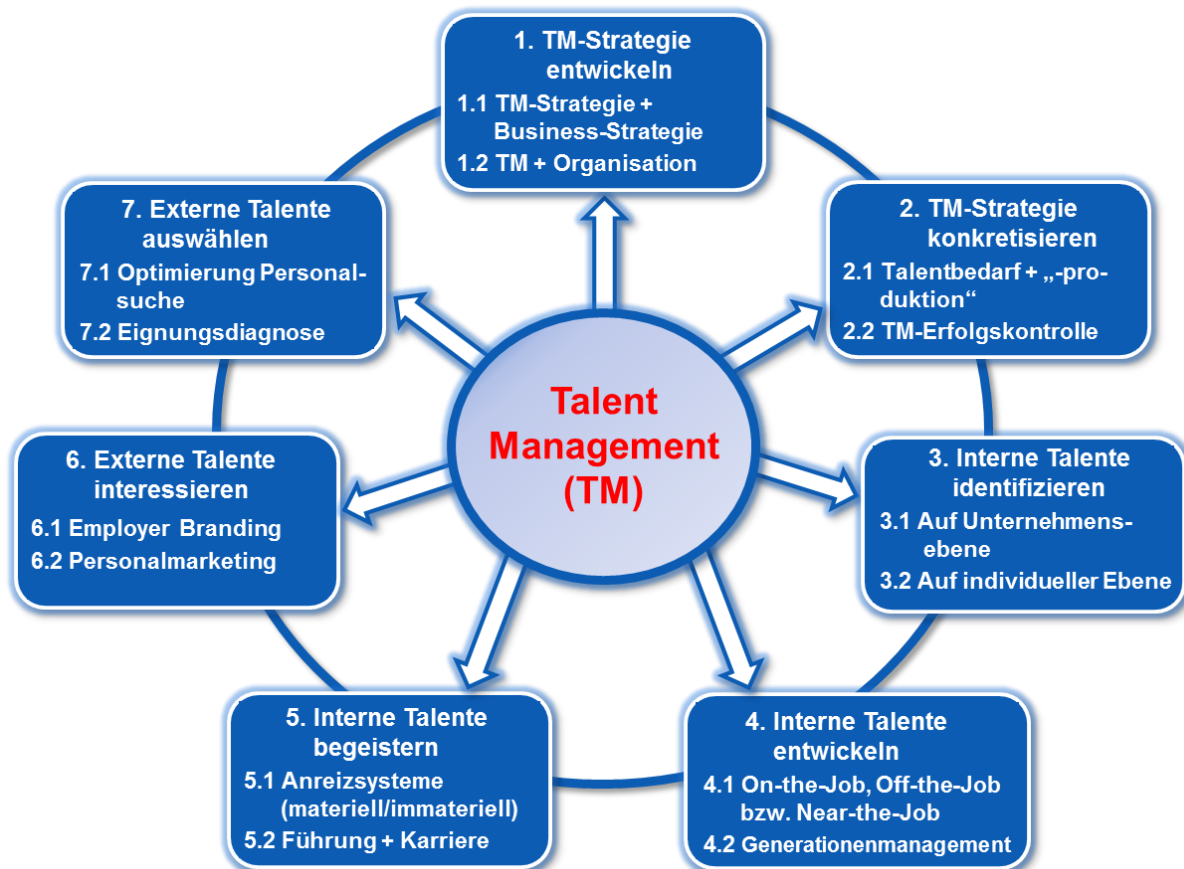 1. TM-Strategie
entwickeln
1.1 TM-Strategie +
Business-Strategie
1.2 TM + Organisation
2. TM-Strategie
konkretisieren
2.1 Talentbedarf + „-pro-
duktion“
2.2 TM-Erfolgskontrolle
3. Interne Talente
identifizieren
3.1 Auf Unternehmens-
ebene
3.2 Auf individueller Ebene
4. Interne Talente
entwickeln
4.1 On-the-Job, Off-the-Job
bzw. Near-the-Job
4.2 Generationenmanagement
5. Interne Talente
begeistern
5.1 Anreizsysteme
(materiell/immateriell)
5.2 Führung + Karriere
6. Externe Talente
interessieren
6.1 Employer Branding
6.2 Personalmarketing
7. Externe Talente
auswählen
7.1 Optimierung Personal-
suche
7.2 Eignungsdiagnose
Talent
Management
(TM)